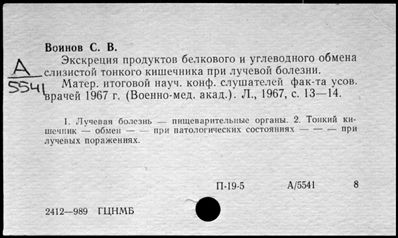 Воинов С. В.
Экскреция продуктов белкового и углеводного обмена
А слизистой тонкого кишечника при лучевой болезни.
5541 Матер. итоговой науч. конф. слушателей фак-та усов.
врачей 1967 г. (Военно-мед. акад.). Л., 1967, с. 13—14.
1. Лучевая болезнь — пищеварительные органы. 2. Тонкий ки-
шечник — обмен — — при патологических состояниях — — — при
лучевых поражениях.
П-19-5 А/5541 8
2412—989 ГЦНМБ